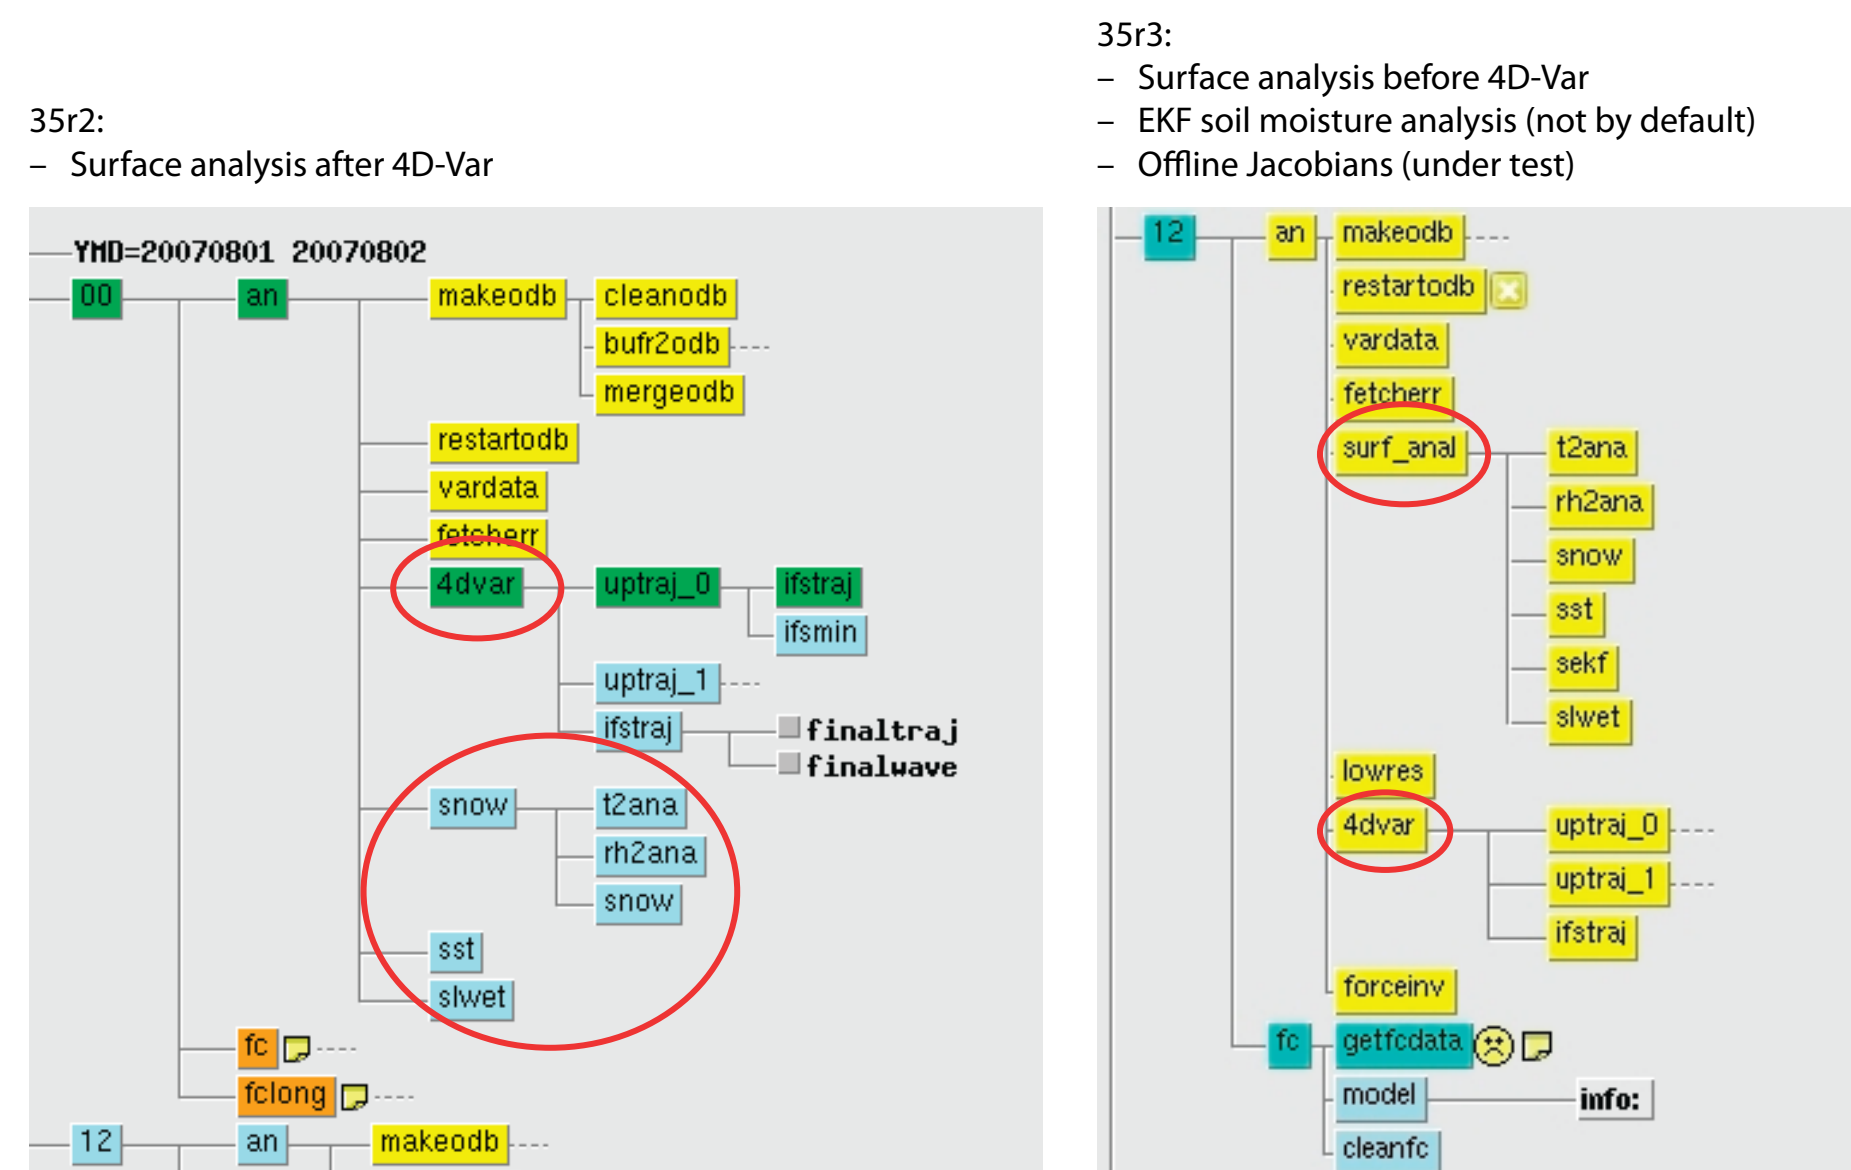 35r2:
– Surface analysis after 4D-Var
YMD=20070801 20070802
00 an makeodb cleanodb
bufr2odb
mergeodb
restartodb
vardata
fetcherr
4dvar uptraj_0 ifstraj
ifsmin
uptraj_1
ifstraj finaltraj
finalwave
snow t2ana
rh2ana
snow
sst
slwet
fc
fclong
12 an makeodb
35r3:
– Surface analysis before 4D-Var
– EKF soil moisture analysis (not by default)
– Offline Jacobians (under test)
12 an makeodb
restartodb
vardata
fetcherr
surf_anal t2ana
rh2ana
snow
sst
sekf
slwet
lowres
4dvar uptraj_0
uptraj_1
ifstraj
forceinv
fc getfcdata
model info:
cleanfc